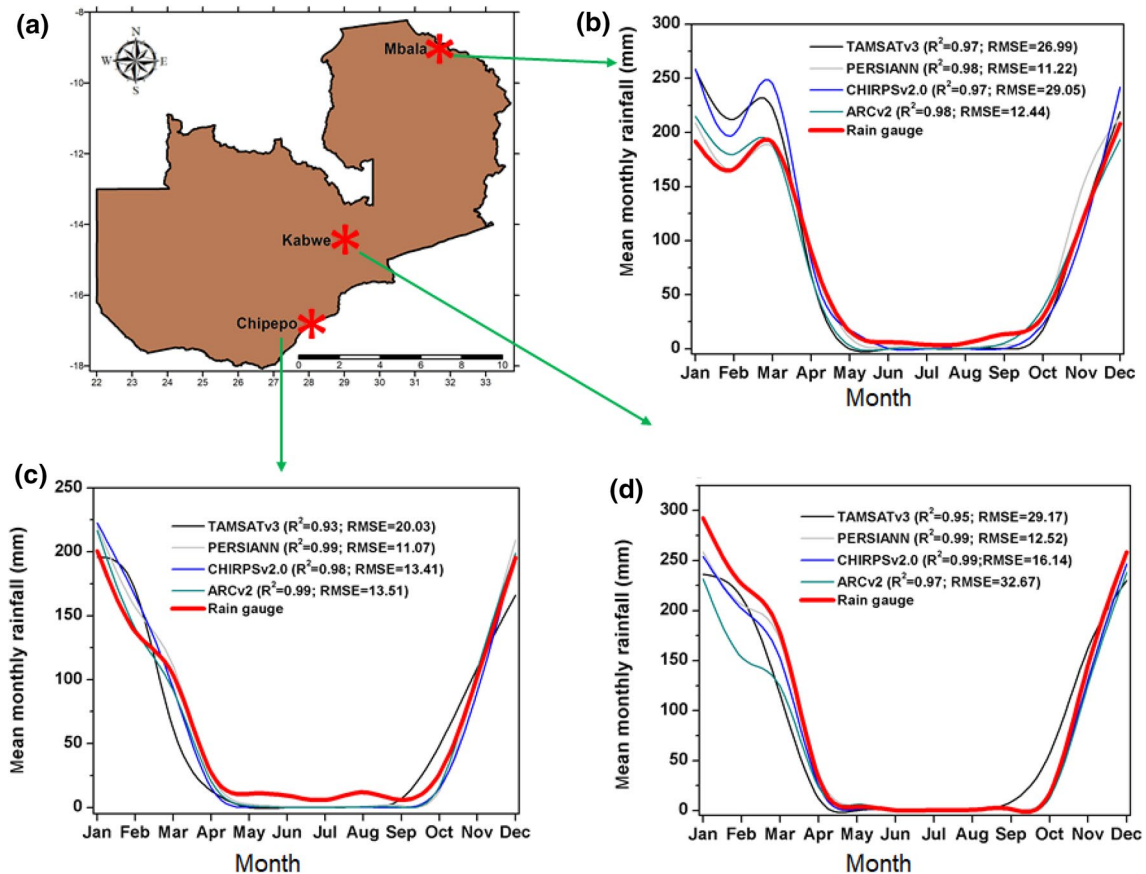 (a)
N
W
E
S
-8
-9
-11
-12
-14
-16
-18
22
24
26
27
28
29
31
32
33
0
2
4
6
8
10
Mbala
Kabwe
Chipepo
(b)
Mean monthly rainfall (mm)
300
250
200
150
100
50
0
TAMSATv3 (R²=0.97; RMSE=26.99)
PERSIANN (R²=0.98; RMSE=11.22)
CHIRPSv2.0 (R²=0.97; RMSE=29.05)
ARCv2 (R²=0.98; RMSE=12.44)
Rain gauge
Jan Feb Mar Apr May Jun Jul Aug Sep Oct Nov Dec
Month
(c)
Mean monthly rainfall (mm)
250
200
150
100
50
0
TAMSATv3 (R²=0.93; RMSE=20.03)
PERSIANN (R²=0.99; RMSE=11.07)
CHIRPSv2.0 (R²=0.98; RMSE=13.41)
ARCv2 (R²=0.99; RMSE=13.51)
Rain gauge
Jan Feb Mar Apr May Jun Jul Aug Sep Oct Nov Dec
Month
(d)
Mean monthly rainfall (mm)
300
250
200
150
100
50
0
TAMSATv3 (R²=0.95; RMSE=29.17)
PERSIANN (R²=0.99; RMSE=12.52)
CHIRPSv2.0 (R²=0.99;RMSE=16.14)
ARCv2 (R²=0.97; RMSE=32.67)
Rain gauge
Jan Feb Mar Apr May Jun Jul Aug Sep Oct Nov Dec
Month